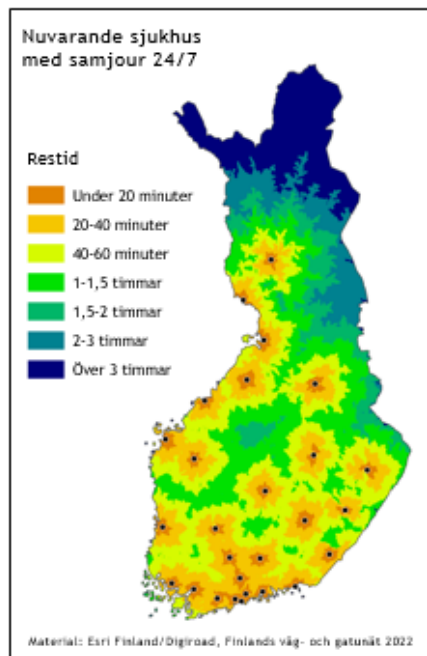 Nuvarande sjukhus
med samjour 24/7
Restid
Under 20 minuter
20-40 minuter
40-60 minuter
1-1,5 timmar
1,5-2 timmar
2-3 timmar
Över 3 timmar
Material: Esri Finland/Digiroad, Finlands väg- och gatunät 2022